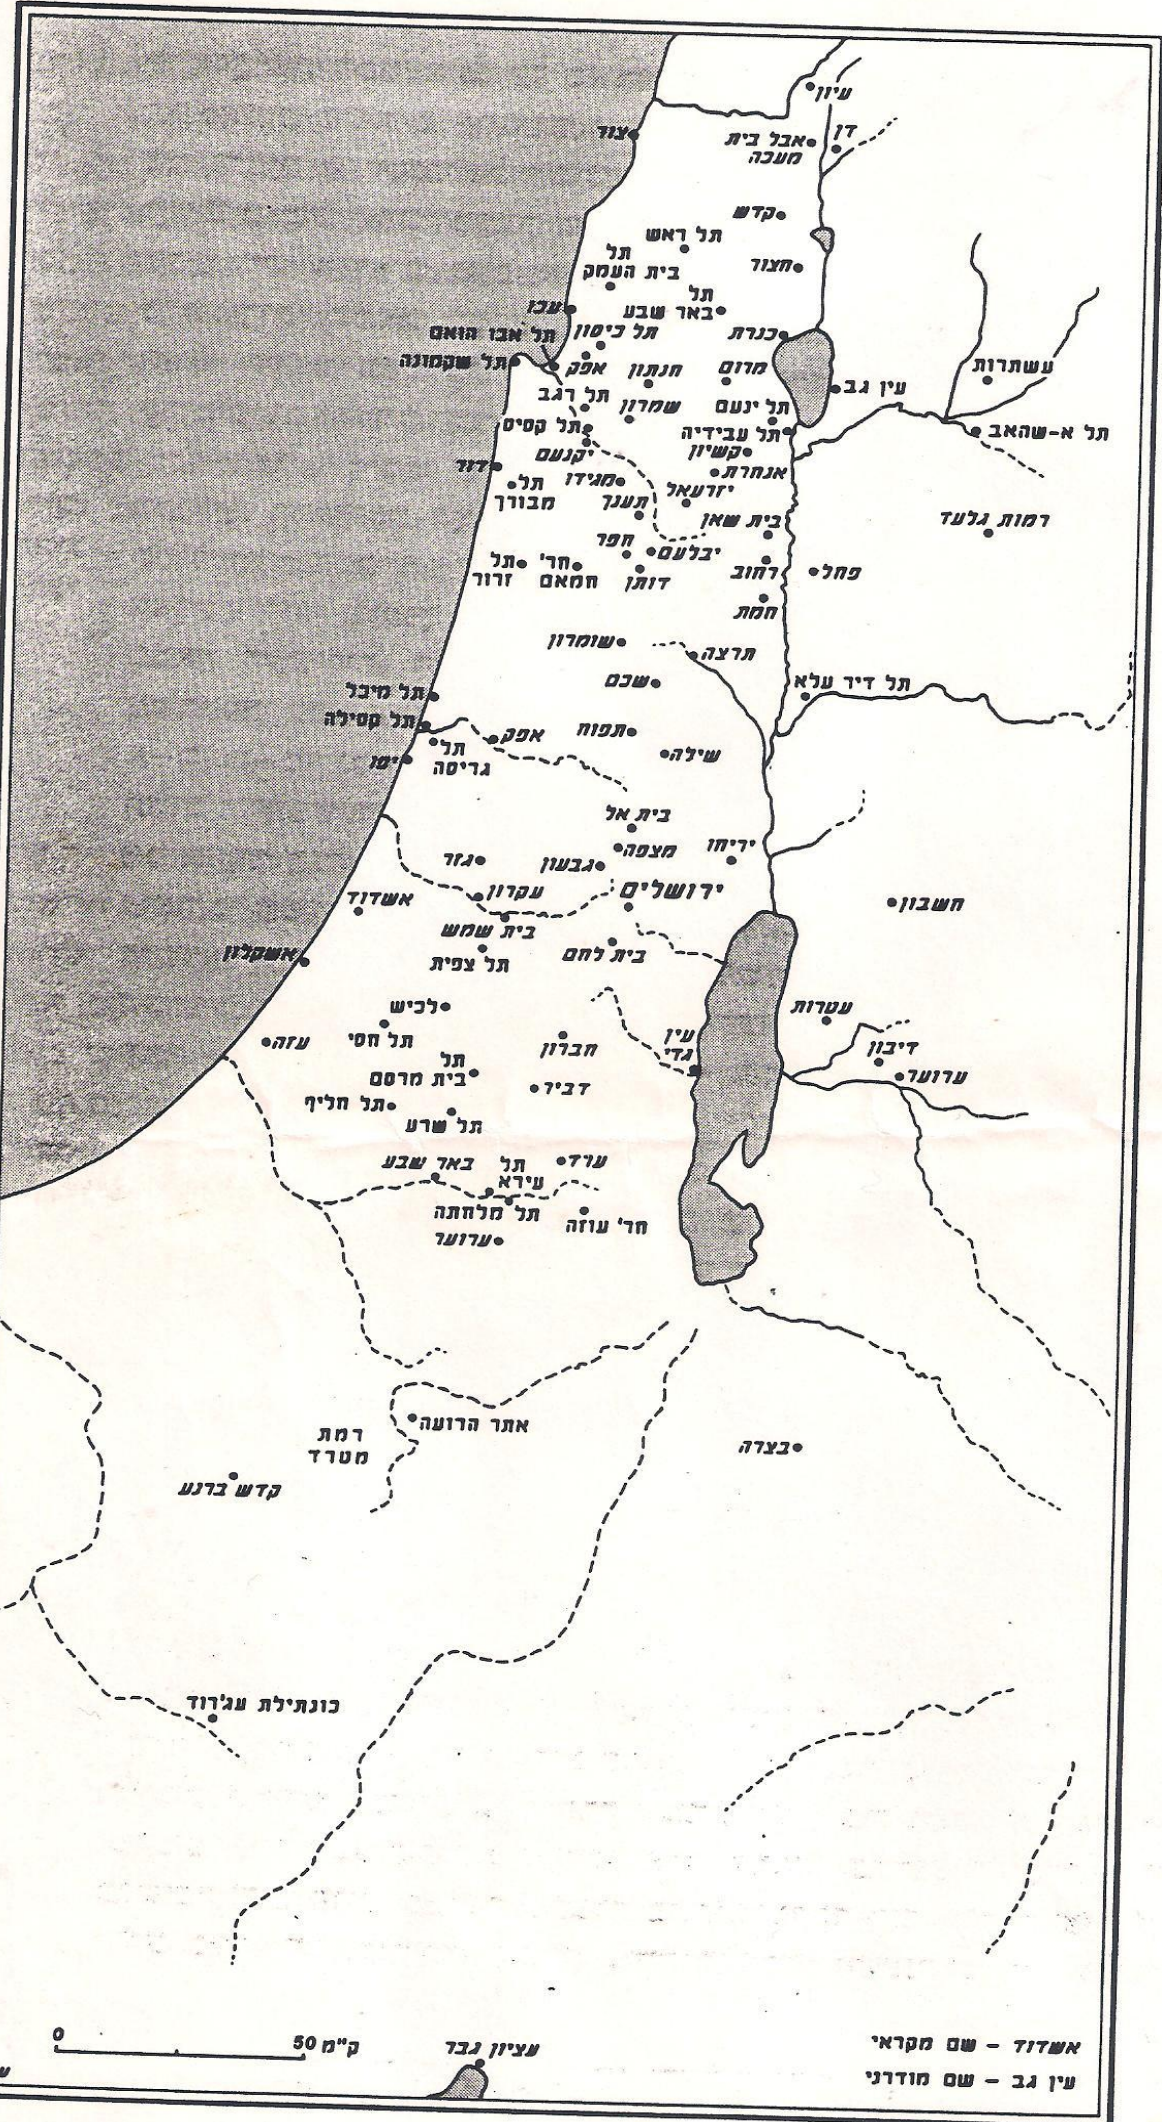 עיון
דן
אבל בית
מעכה
צור
קדש
תל ראש
תל
בית העמק
חצור
תל
באר שבע
עכו
תל כיסון
כנרת
תל אבו הואם
תל שקמונה
אפק
חנתון
מרום
עשתרות
עין גב
תל רגב
שמרון
תל ינעם
תל קסיס
תל עבידיה
תל א-שהאב
יקנעם
קשיון
דור
אנחרת
תל
מבורך
מגידו
יזרעאל
תענך
בית שאן
רמות גלעד
חפר
יבלעם
תל
זרור
חר'
חמאם
דותן
רחוב
פחל
חמת
שומרון
תרצה
שכם
תל דיר עלא
תל מיכל
תל קסילה
אפק
תפוח
תל
גריסה
שילה
יפו
בית אל
מצפה
יריחו
גזר
גבעון
עקרון
ירושלים
אשדוד
חשבון
בית שמש
אשקלון
תל צפית
בית לחם
לכיש
עטרות
תל חסי
עזה
חברון
עין
גדי
דיבון
תל
בית מרסם
ערוער
דביר
תל חליף
תל שרע
ערד
באר שבע
תל
עירא
תל מלחתה
חר' עוזה
ערוער
אתר הרועה
רמת
מטרד
בצרה
קדש ברנע
כונתילת עג'רוד
0
50 ק"מ
עציון גבר
אשדוד – שם מקראי
עין גב – שם מודרני